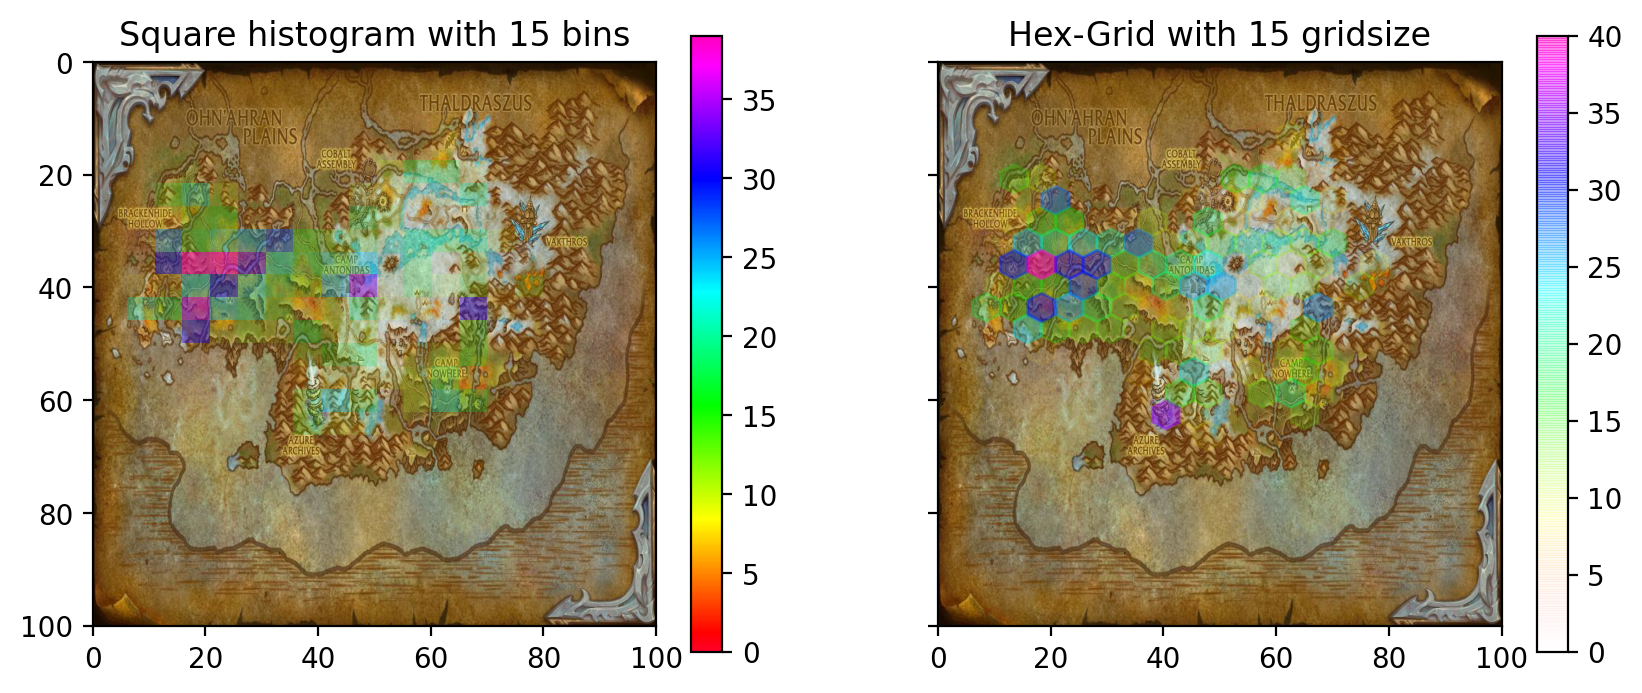 Square histogram with 15 bins
0
20
40
60
80
100
0
20
40
60
80
100
OHN'AHRAN
PLAINS
THALDRASZUS
COBALT
ASSEMBLY
BRACKENHIDE
HOLLOW
VAKTHROS
CAMP
ANTONIDAS
CAMP
NOWHERE
AZURE
ARCHIVES
35
30
25
20
15
10
5
0
Hex-Grid with 15 gridsize
OHN'AHRAN
PLAINS
THALDRASZUS
COBALT
ASSEMBLY
BRACKENHIDE
HOLLOW
VAKTHROS
CAMP
ANTONIDAS
CAMP
NOWHERE
AZURE
ARCHIVES
0
20
40
60
80
100
40
35
30
25
20
15
10
5
0